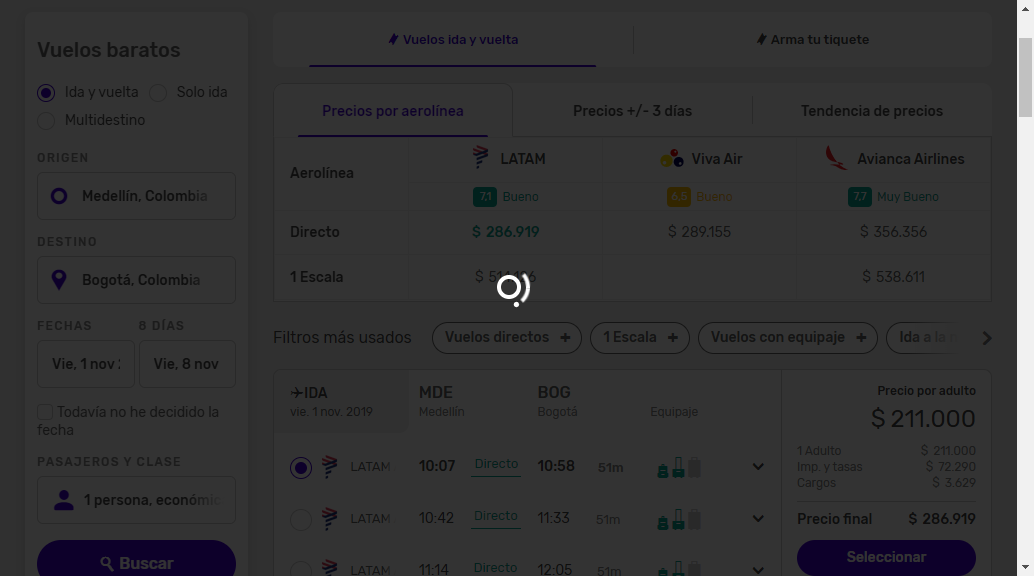 Vuelos baratos
Ida y vuelta
Solo ida
Multidestino
ORIGEN
Medellín, Colombia
DESTINO
Bogotá, Colombia
FECHAS
8 DÍAS
Vie, 1 nov
Vie, 8 nov
Todavía no he decidido la
fecha
PASAJEROS Y CLASE
1 persona, económic
Buscar
Vuelos ida y vuelta
Arma tu tiquete
Precios por aerolínea
Precios +/- 3 días
Tendencia de precios
Aerolínea
LATAM
Viva Air
Avianca Airlines
7,1 Bueno
6,5 Bueno
7,7 Muy Bueno
Directo
$ 286.919
$ 289.155
$ 356.356
1 Escala
$
$ 538.611
Filtros más usados
Vuelos directos +
1 Escala +
Vuelos con equipaje +
Ida a la
IDA
vie. 1 nov. 2019
MDE
Medellín
BOG
Bogotá
Equipaje
LATAM 10:07 Directo 10:58 51m
LATAM 10:42 Directo 11:33 51m
LATAM 11:14 Directo 12:05 51m
Precio por adulto
$ 211.000
1 Adulto $ 211.000
Imp. y tasas $ 72.290
Cargos $ 3.629
Precio final $ 286.919
Seleccionar